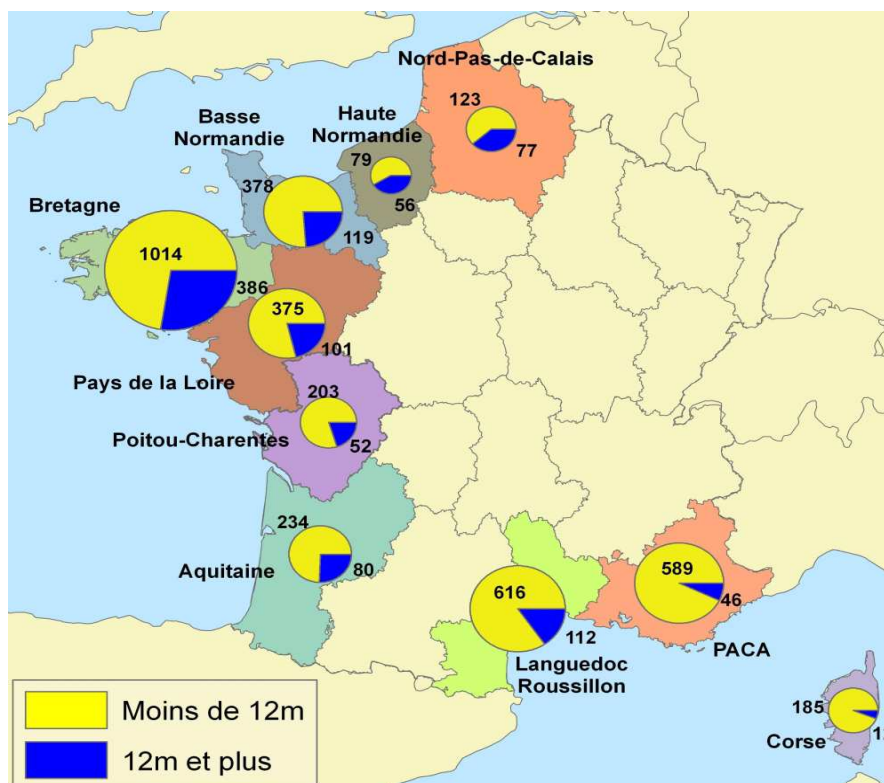 Nord-Pas-de-Calais
123
77
Basse
Normandie
Haute
Normandie
79
56
378
119
Bretagne
1014
386
375
101
Pays de la Loire
203
Poitou-Charentes
52
234
Aquitaine
80
616
112
Languedoc
Roussillon
589
46
PACA
185
Corse
Moins de 12m
12m et plus